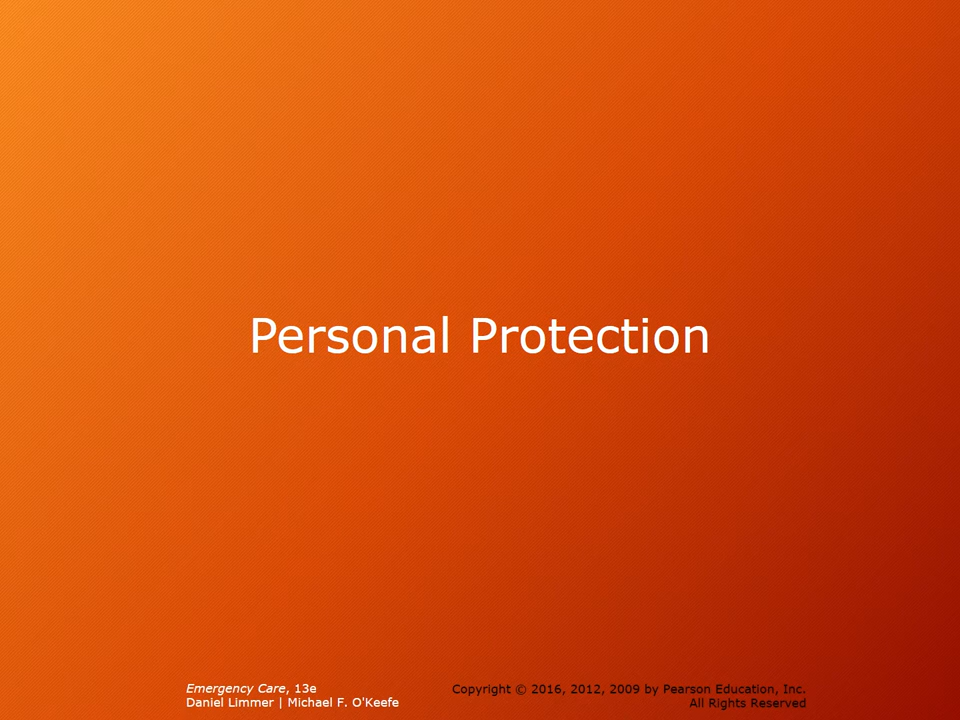 Personal Protection
Emergency Care, 13e
Daniel Limmer | Michael F. O'Keefe
Copyright © 2016, 2012, 2009 by Pearson Education, Inc.
All Rights Reserved